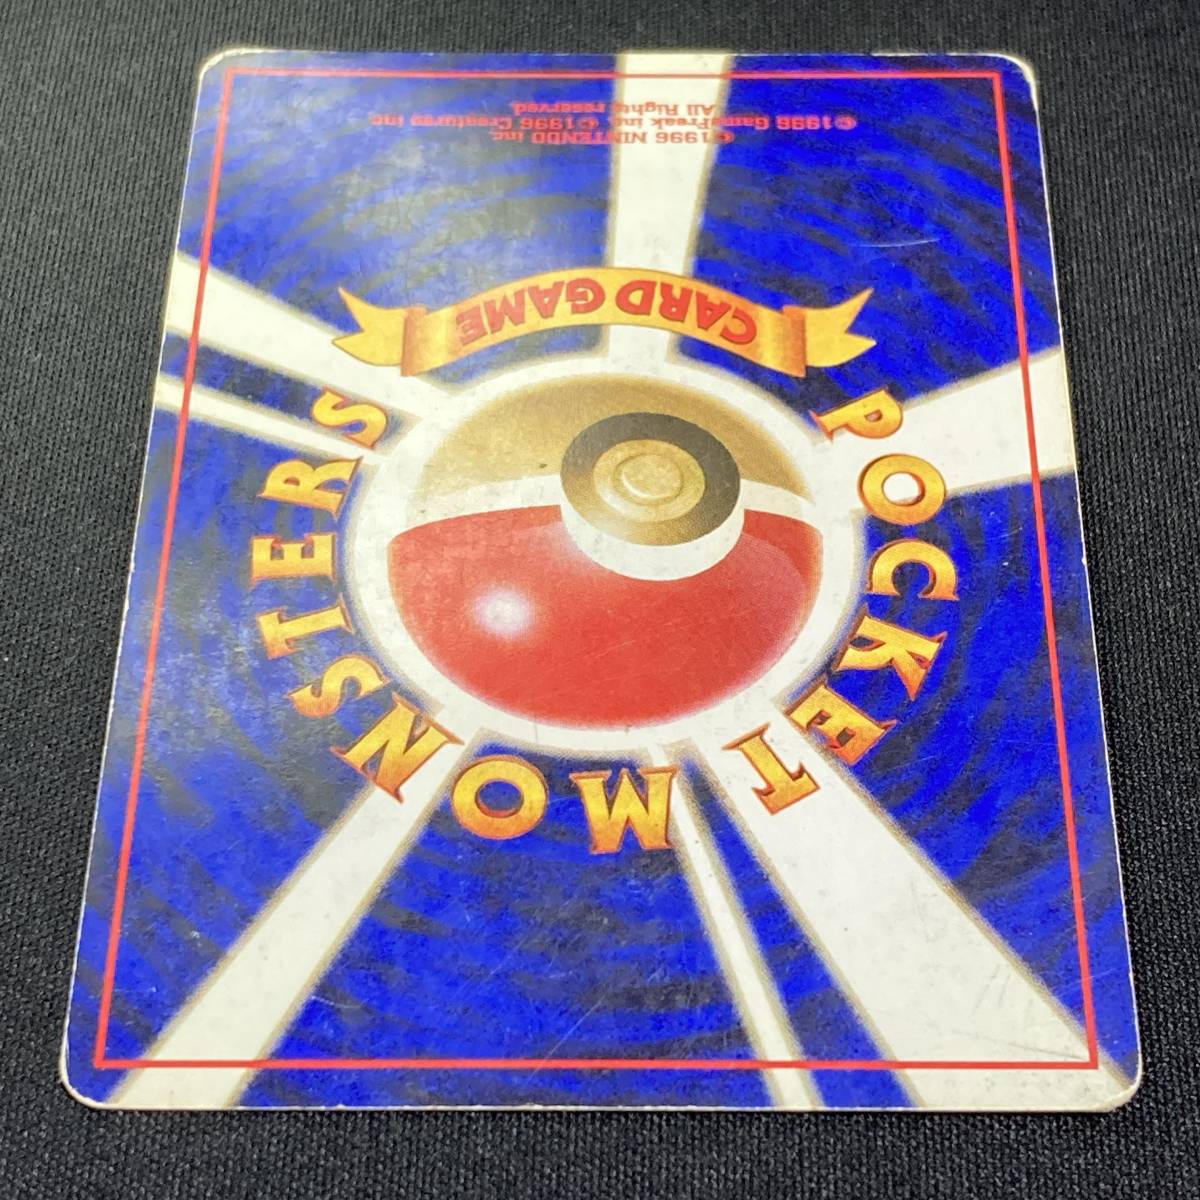 POCKET MONSTERS
CARD GAME
©1996 NINTENDO inc.
©1996 GameFreak inc. ©1996 Creatures inc
All Rights reserved.